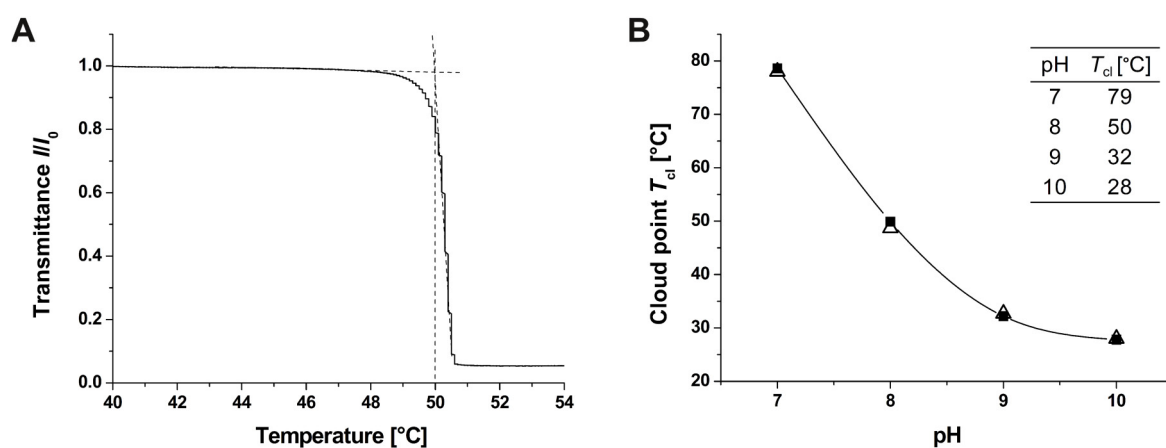 A
Transmittance I/I0
1.0
0.8
0.6
0.4
0.2
0.0
40 42 44 46 48 50 52 54
Temperature [°C]
B
Cloud point Tcl [°C]
80
70
60
50
40
30
20
7 8 9 10
pH
pH Tcl [°C]
7 79
8 50
9 32
10 28